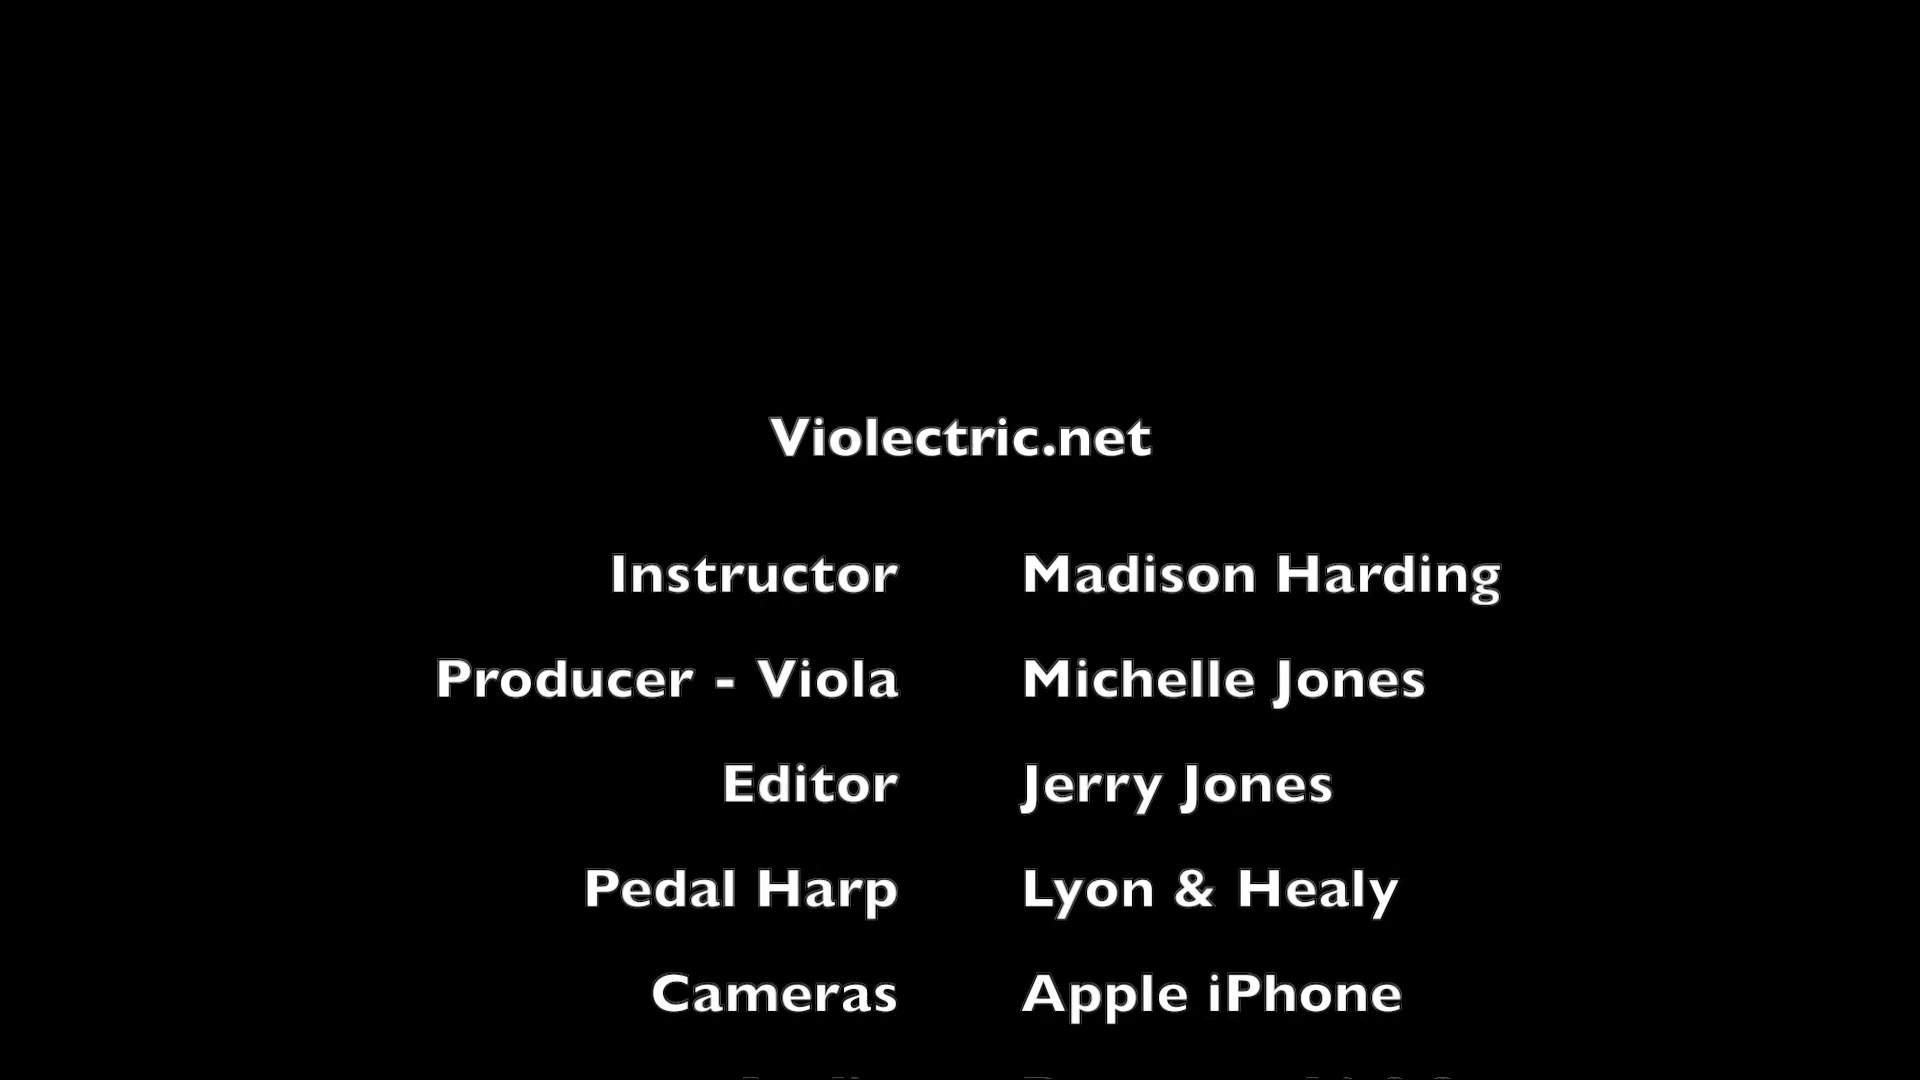 Violectric.net
Instructor Madison Harding
Producer - Viola Michelle Jones
Editor Jerry Jones
Pedal Harp Lyon & Healy
Cameras Apple iPhone